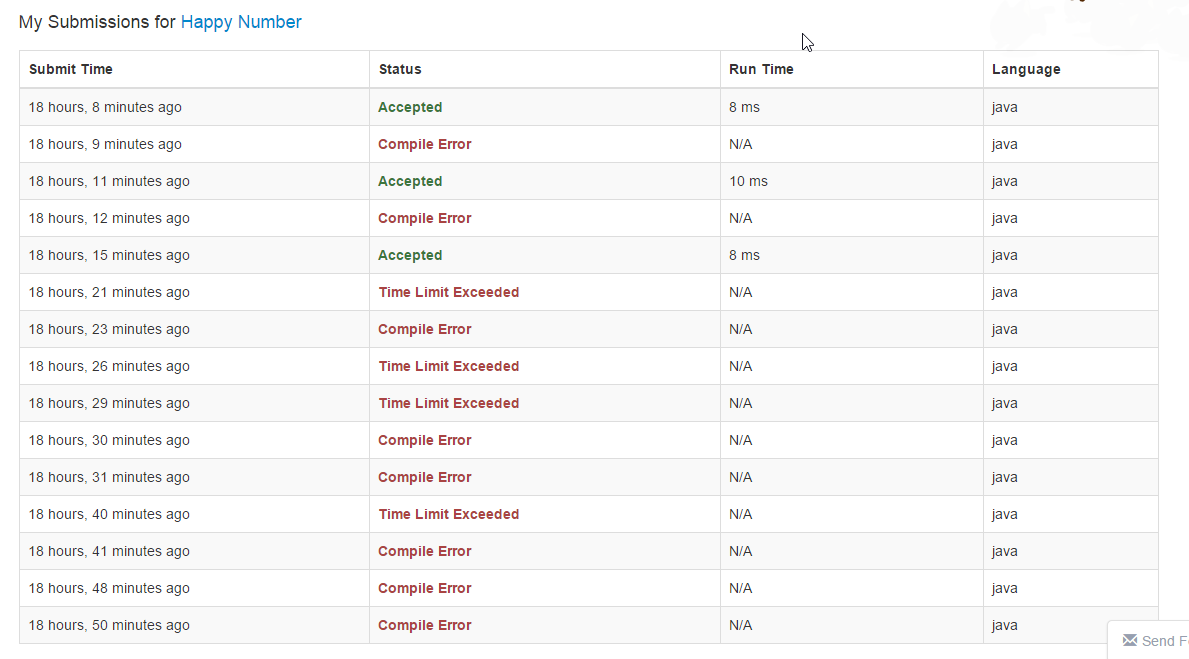 My Submissions for Happy Number
Submit Time Status Run Time Language
18 hours, 8 minutes ago Accepted 8 ms java
18 hours, 9 minutes ago Compile Error N/A java
18 hours, 11 minutes ago Accepted 10 ms java
18 hours, 12 minutes ago Compile Error N/A java
18 hours, 15 minutes ago Accepted 8 ms java
18 hours, 21 minutes ago Time Limit Exceeded N/A java
18 hours, 23 minutes ago Compile Error N/A java
18 hours, 26 minutes ago Time Limit Exceeded N/A java
18 hours, 29 minutes ago Time Limit Exceeded N/A java
18 hours, 30 minutes ago Compile Error N/A java
18 hours, 31 minutes ago Compile Error N/A java
18 hours, 40 minutes ago Time Limit Exceeded N/A java
18 hours, 41 minutes ago Compile Error N/A java
18 hours, 48 minutes ago Compile Error N/A java
18 hours, 50 minutes ago Compile Error N/A java
Send